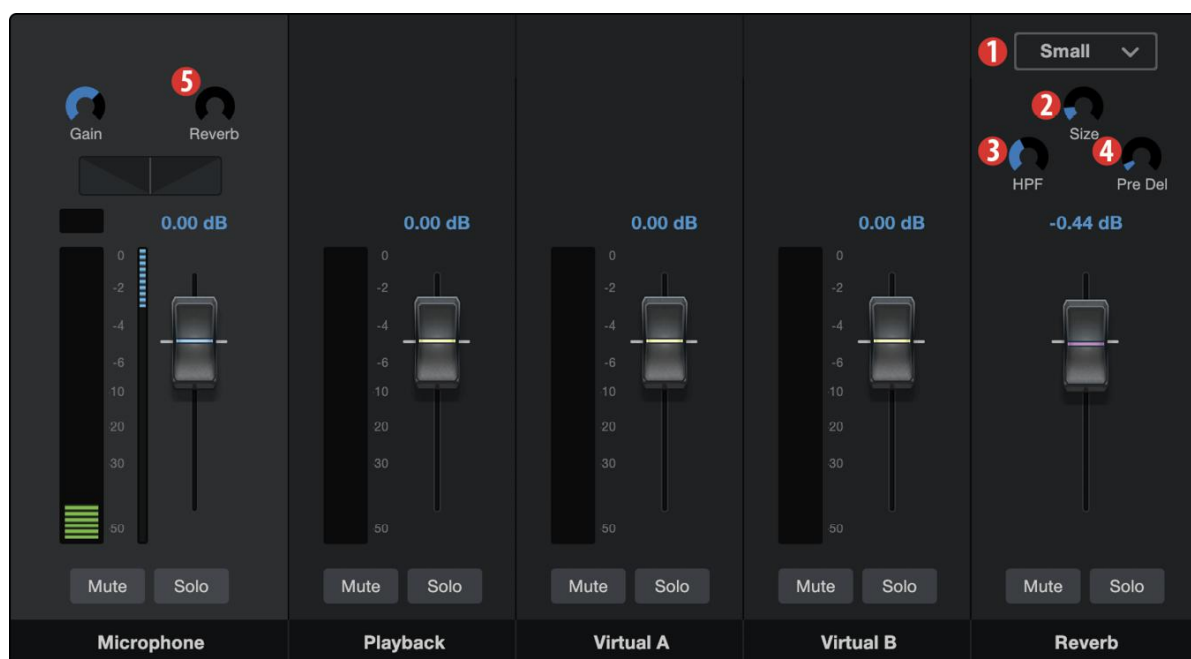 1 Small
5
2
Gain Reverb
Size
3 4
HPF Pre Del
0.00 dB 0.00 dB 0.00 dB 0.00 dB -0.44 dB
0 0 0 0
-2 -2 -2 -2
-4 -4 -4 -4
-6 -6 -6 -6
10 10 10 10
20 20 20 20
30 30 30 30
50 50 50 50
Mute Solo Mute Solo Mute Solo Mute Solo Mute Solo
Microphone Playback Virtual A Virtual B Reverb